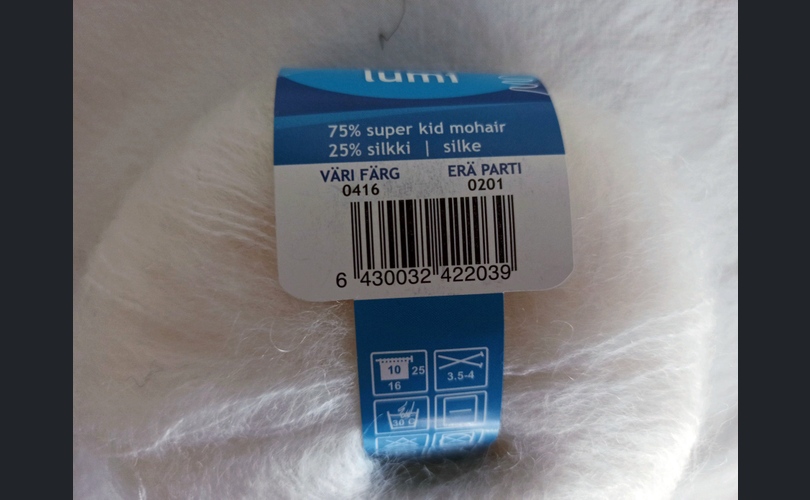 lumi
75% super kid mohair
25% silkki | silke
VÄRI FÄRG
0416
ERÄ PARTI
0201
6 430032 422039
10 25
16
3.5-4
30 C